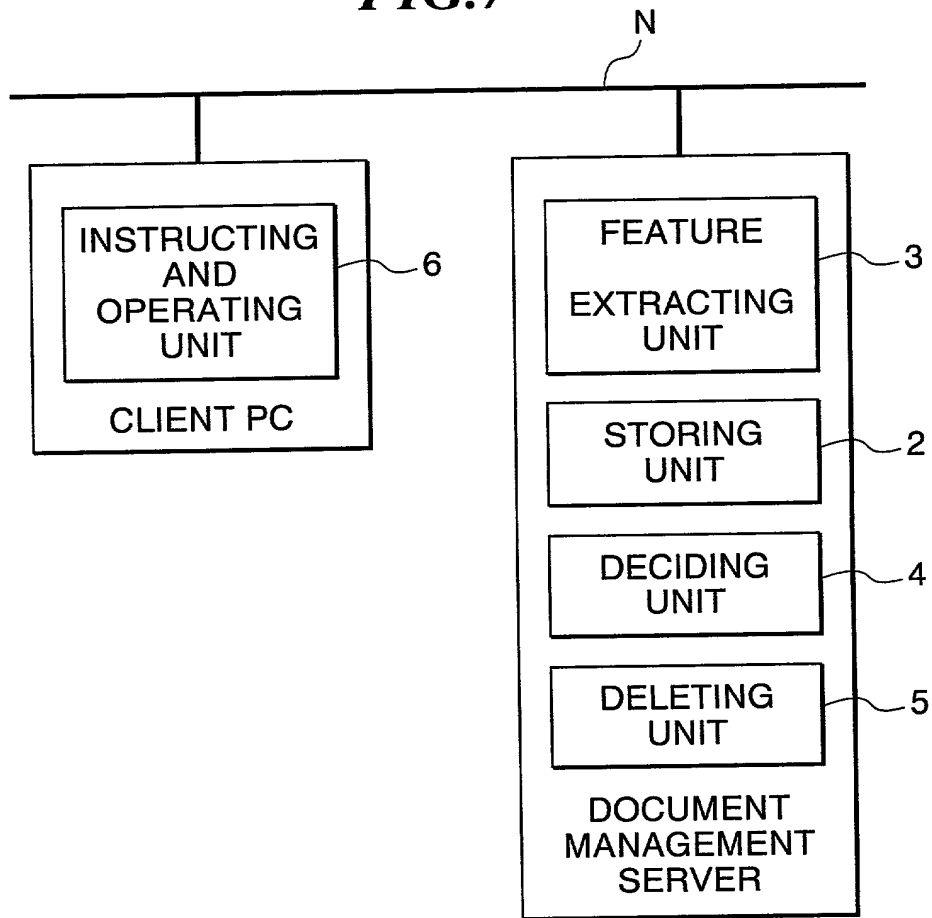 FIG.7
N
INSTRUCTING
AND
OPERATING
UNIT
6
CLIENT PC
FEATURE
EXTRACTING
UNIT
3
STORING
UNIT
2
DECIDING
UNIT
4
DELETING
UNIT
5
DOCUMENT
MANAGEMENT
SERVER